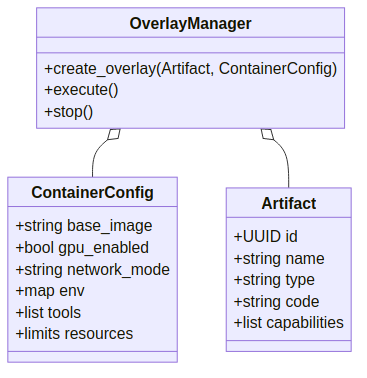 OverlayManager
+create_overlay(Artifact, ContainerConfig)
+execute()
+stop()
ContainerConfig
+string base_image
+bool gpu_enabled
+string network_mode
+map env
+list tools
+limits resources
Artifact
+UUID id
+string name
+string type
+string code
+list capabilities